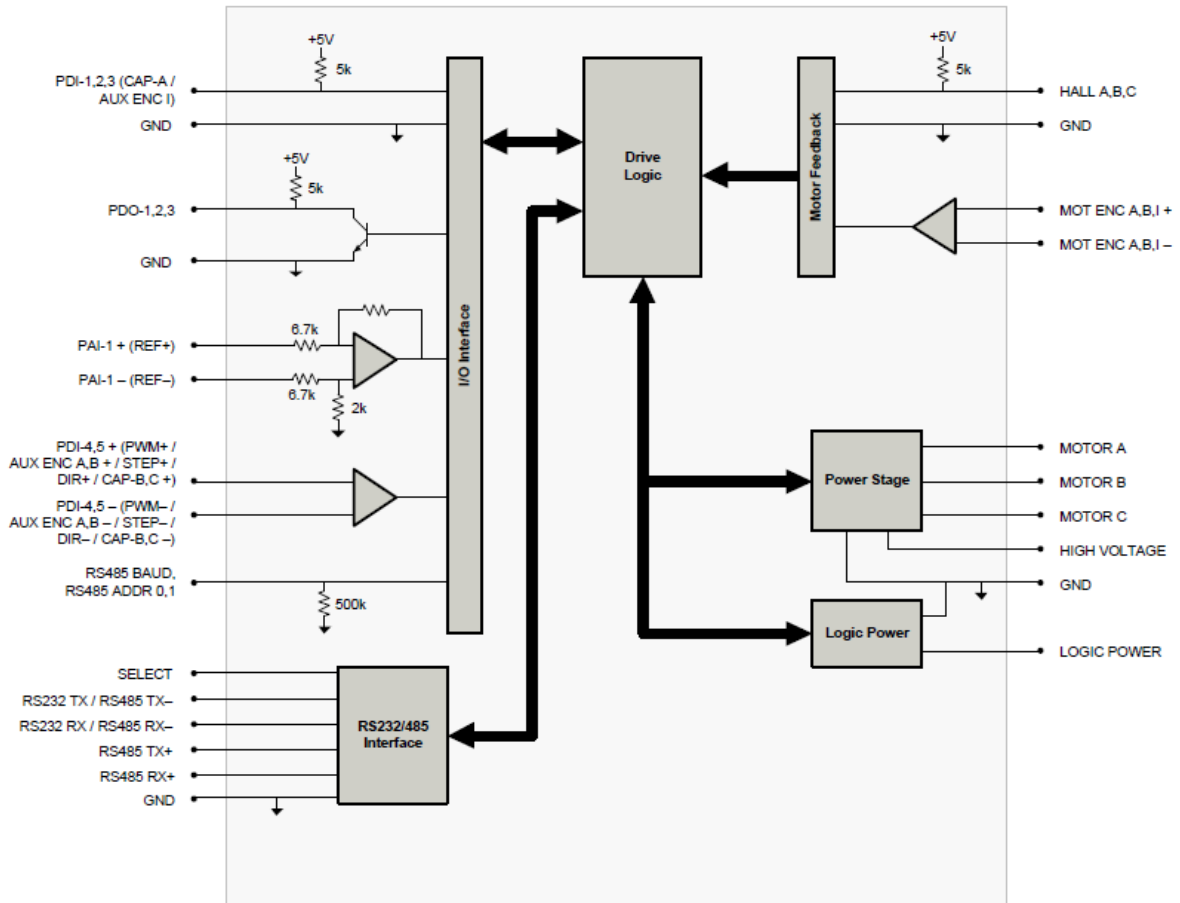 +5V
5k
PDI-1,2,3 (CAP-A /
AUX ENC I)
GND
+5V
5k
PDO-1,2,3
GND
6.7k
PAI-1 + (REF+)
PAI-1 – (REF–)
6.7k
2k
PDI-4,5 + (PWM+ /
AUX ENC A,B + / STEP+ /
DIR+ / CAP-B,C +)
PDI-4,5 – (PWM– /
AUX ENC A,B – / STEP– /
DIR– / CAP-B,C –)
RS485 BAUD,
RS485 ADDR 0,1
500k
I/O Interface
SELECT
RS232 TX / RS485 TX–
RS232 RX / RS485 RX–
RS485 TX+
RS485 RX+
GND
RS232/485
Interface
Drive
Logic
Motor Feedback
+5V
5k
HALL A,B,C
GND
MOT ENC A,B,I +
MOT ENC A,B,I –
Power Stage
MOTOR A
MOTOR B
MOTOR C
HIGH VOLTAGE
GND
Logic Power
LOGIC POWER